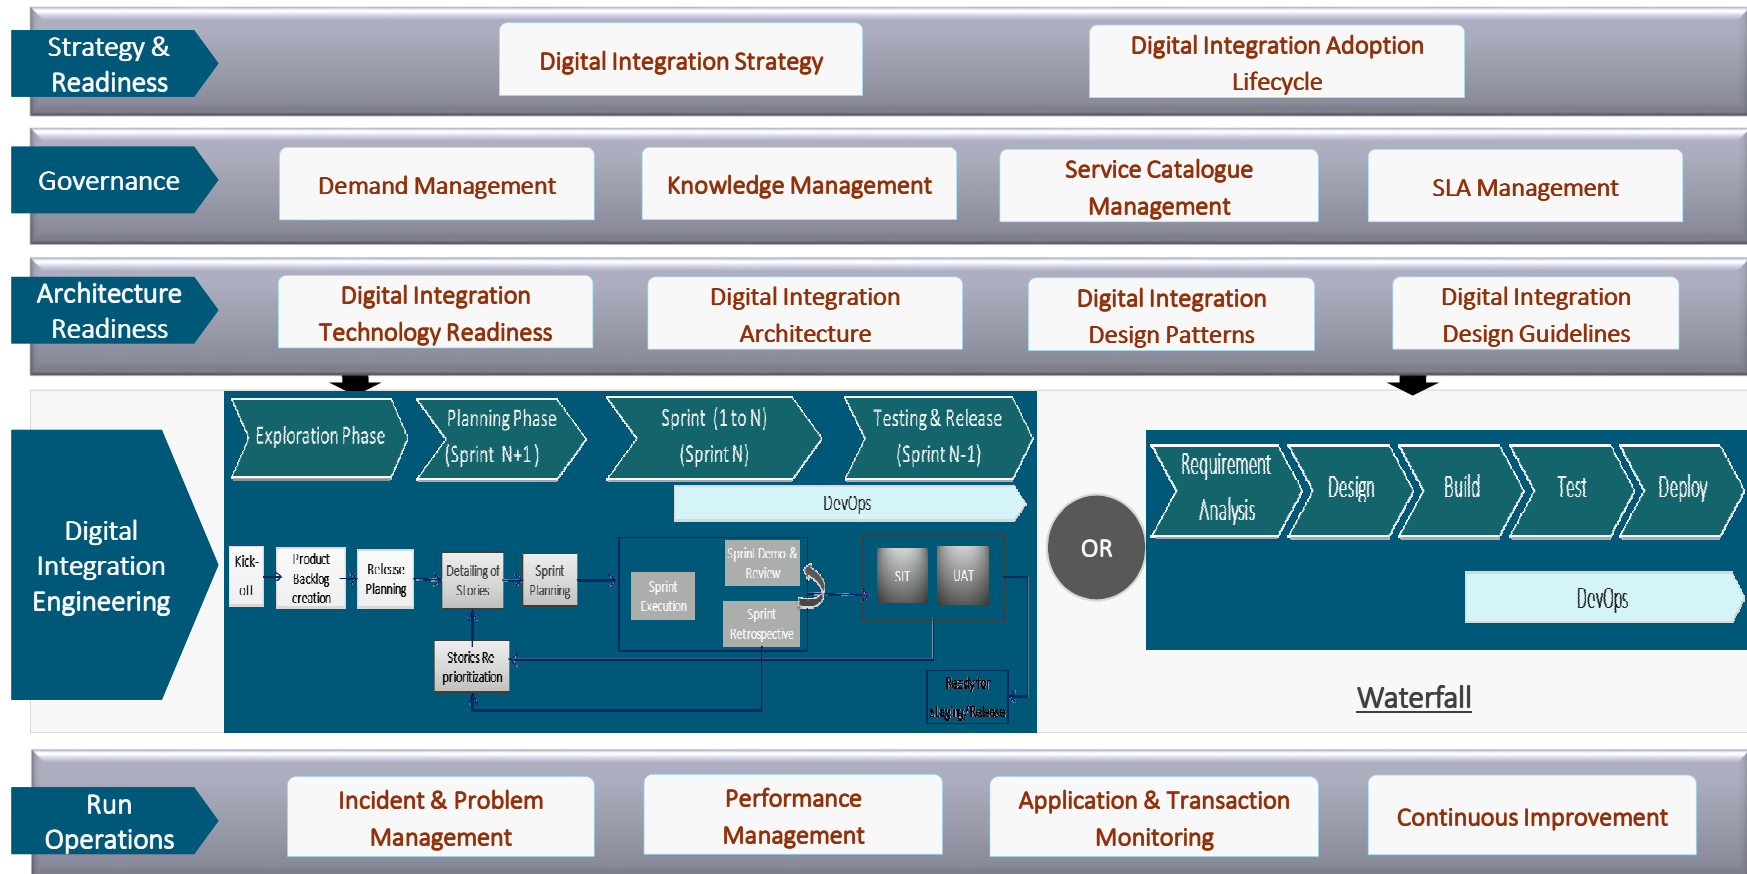 Strategy &
Readiness
Digital Integration Strategy
Digital Integration Adoption
Lifecycle
Governance
Demand Management
Knowledge Management
Service Catalogue
Management
SLA Management
Architecture
Readiness
Digital Integration
Technology Readiness
Digital Integration
Architecture
Digital Integration
Design Patterns
Digital Integration
Design Guidelines
Digital
Integration
Engineering
Exploration Phase
Planning Phase
(Sprint N+1)
Sprint (1 to N)
(Sprint N)
Testing & Release
(Sprint N-1)
DevOps
Kick-
off
Product
Backlog
creation
Release
Planning
Detailing of
Stories
Sprint
Planning
Sprint
Execution
Sprint Demo &
Review
Sprint
Retrospective
SIT
UAT
Stories Re
prioritization
Ready for
staging/Release
OR
Requirement
Analysis
Design
Build
Test
Deploy
DevOps
Waterfall
Run
Operations
Incident & Problem
Management
Performance
Management
Application & Transaction
Monitoring
Continuous Improvement